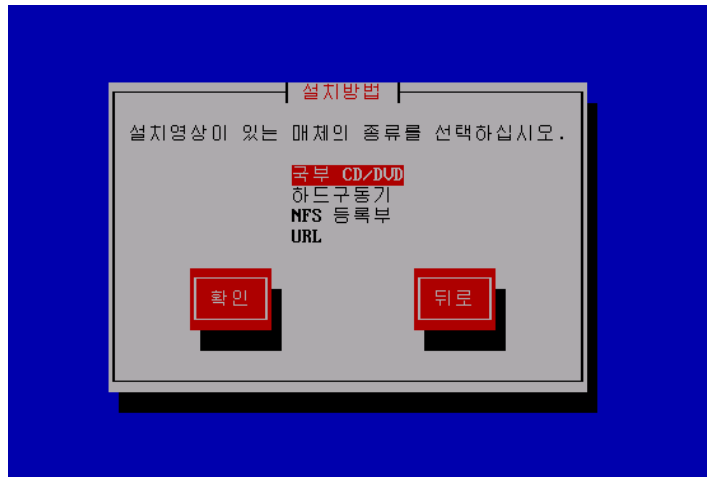 설치방법
설치영상이 있는 매체의 종류를 선택하십시오.
국부 CD/DVD
하드구동기
NFS 등록부
URL
확인 뒤로